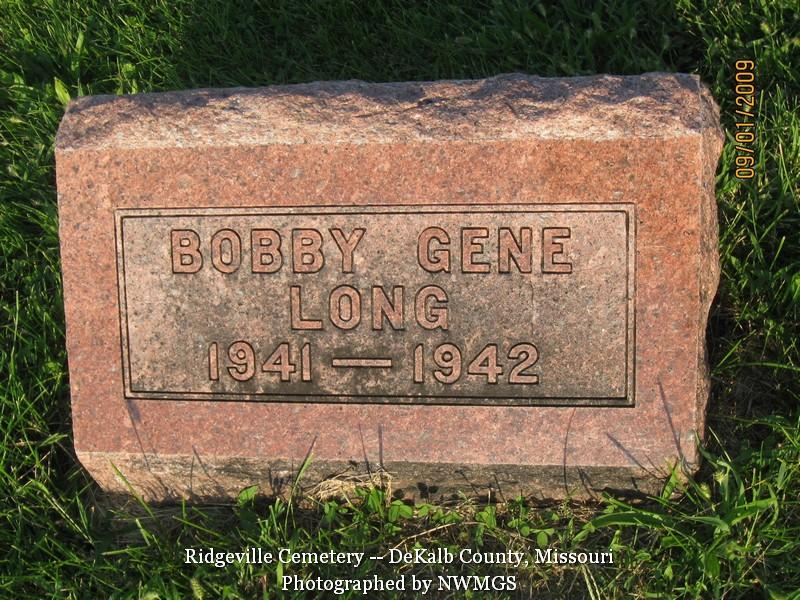 BOBBY GENE
LONG
1941 — 1942
09/01/2009
Ridgeville Cemetery -- DeKalb County, Missouri
Photographed by NWMGS